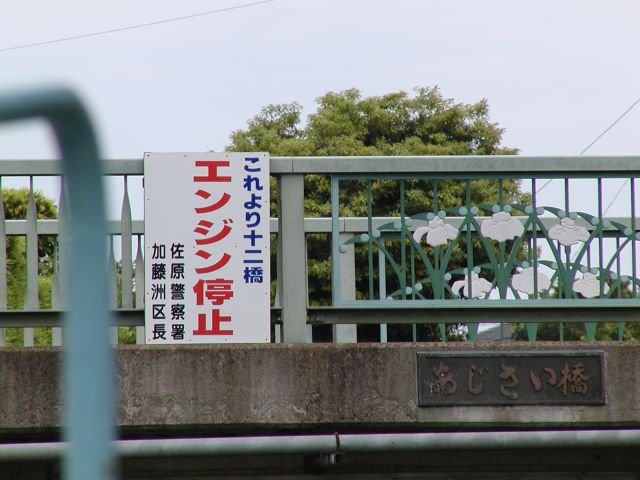 これより十二橋
エンジン停止
佐原警察署
加藤洲区長
あじさい橋